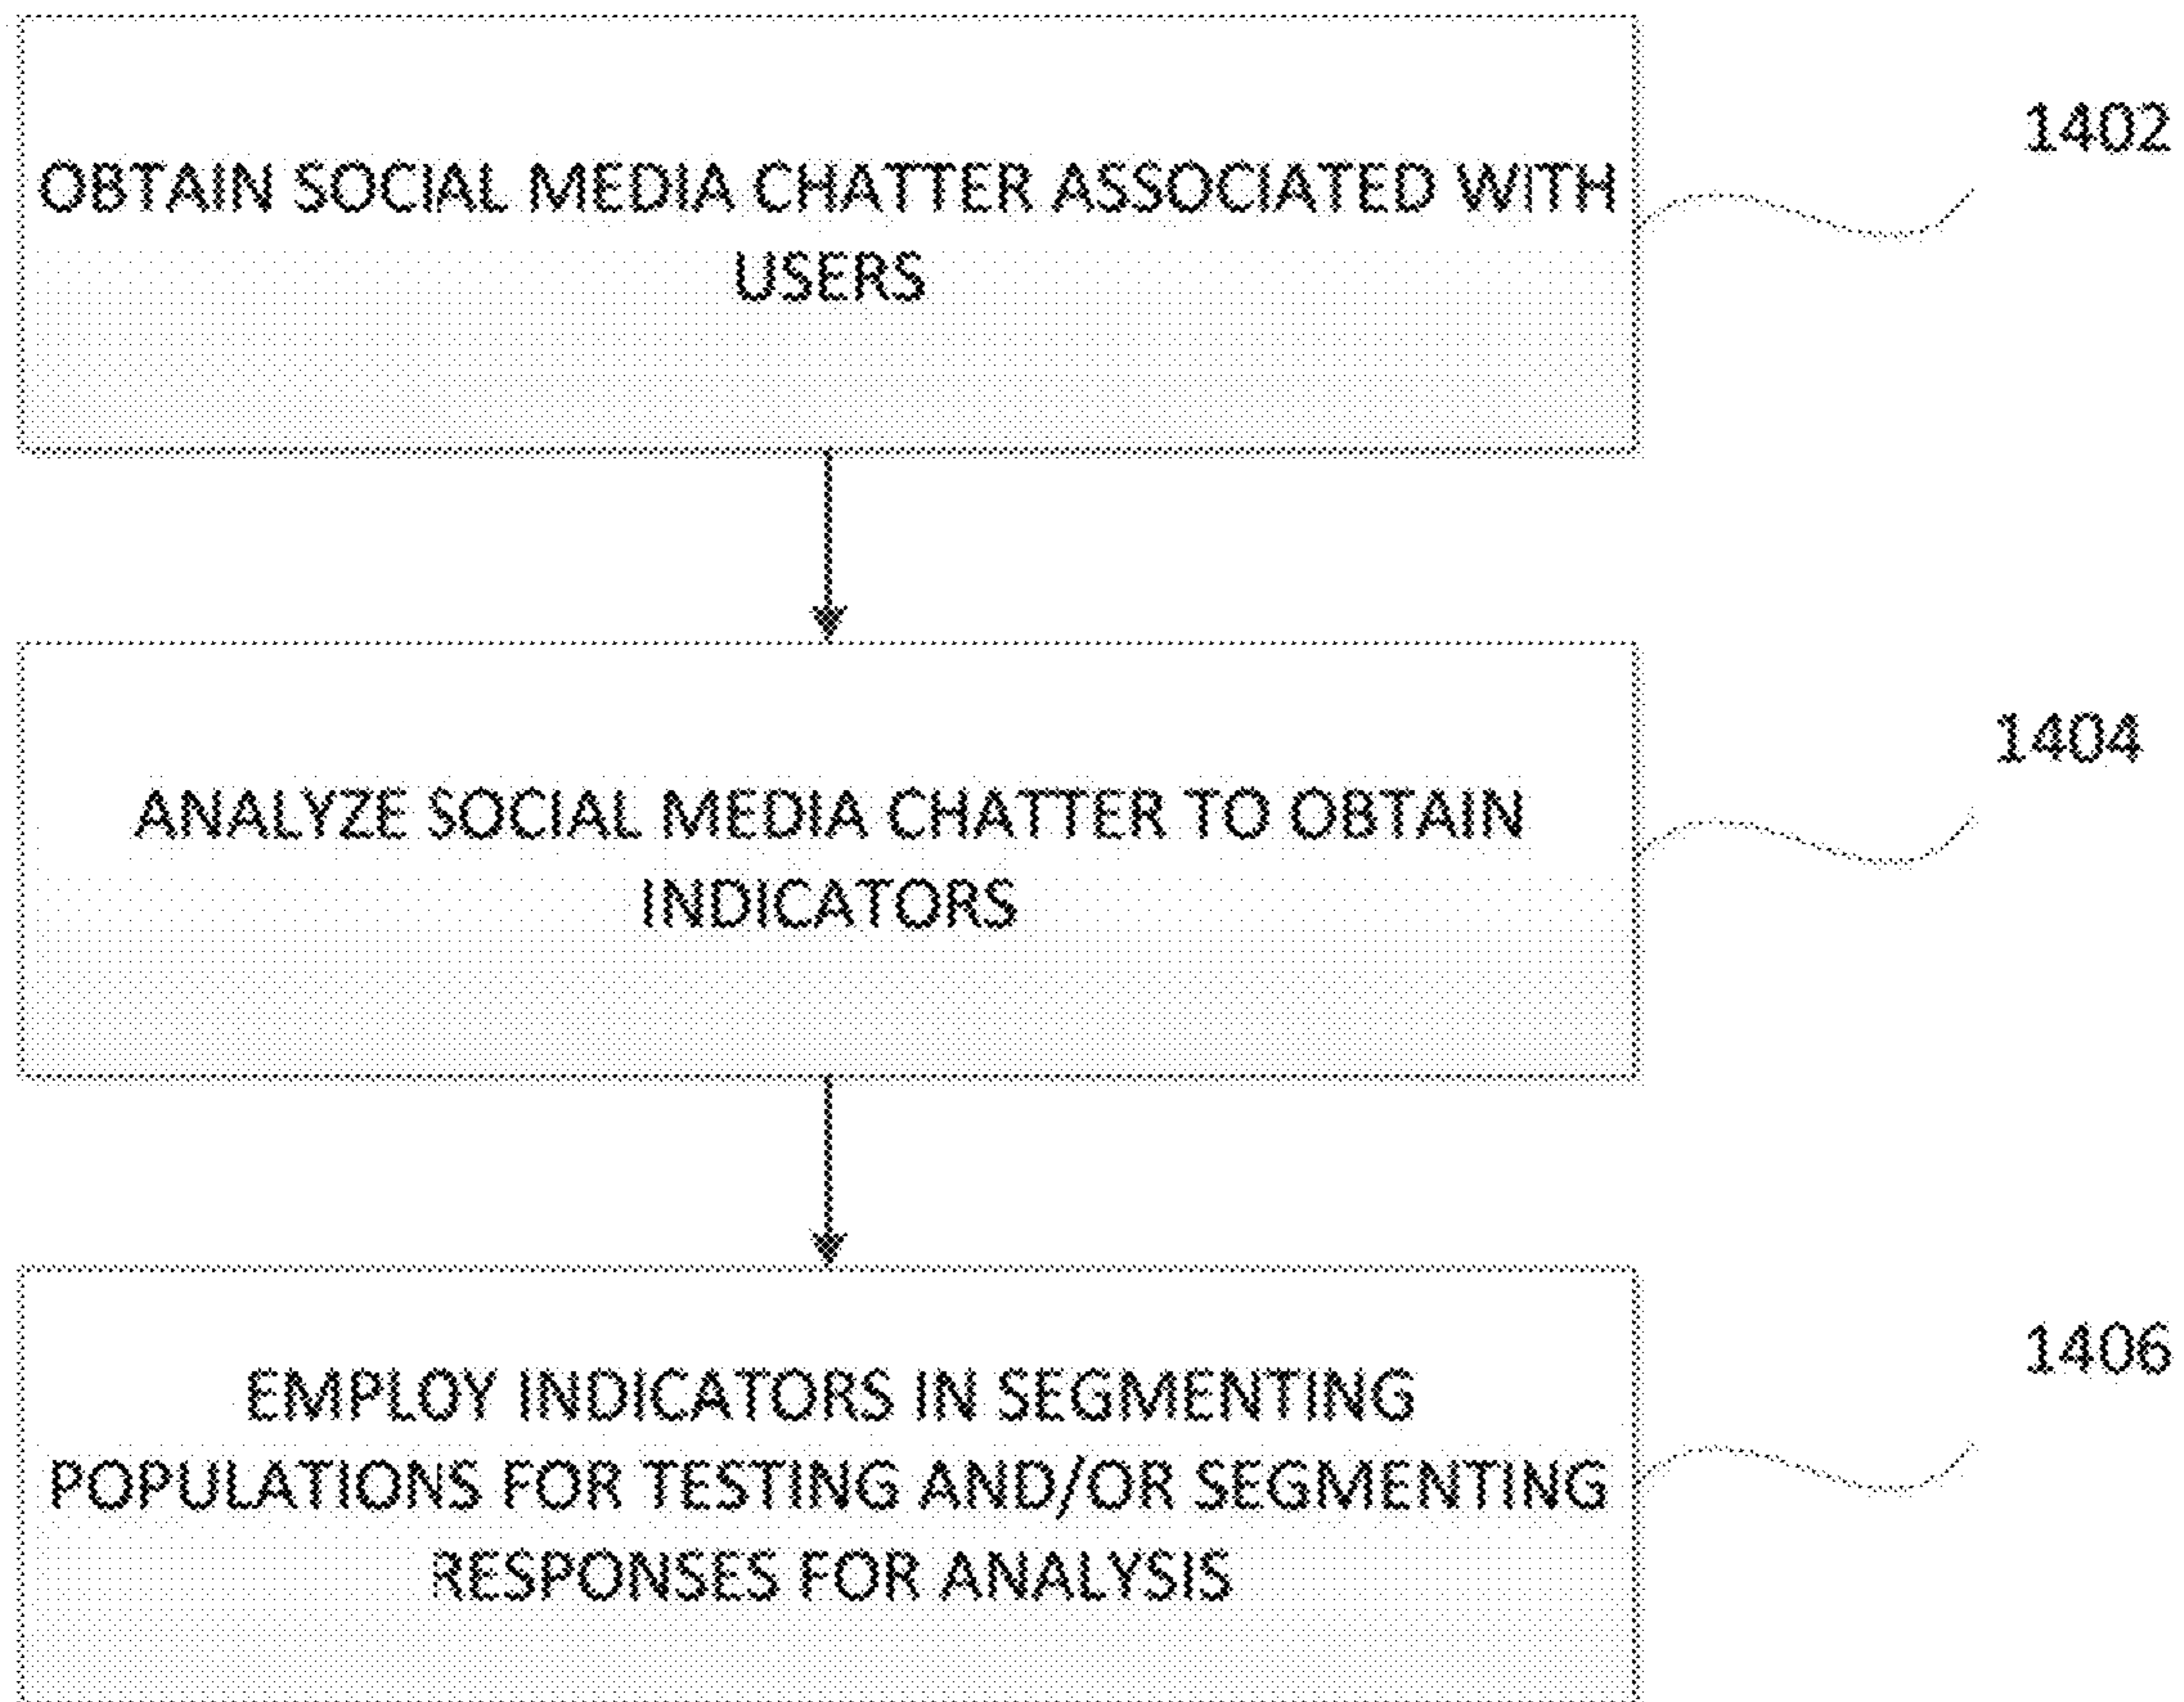 1402
OBTAIN SOCIAL MEDIA CHATTER ASSOCIATED WITH
USERS
1404
ANALYZE SOCIAL MEDIA CHATTER TO OBTAIN
INDICATORS
1406
EMPLOY INDICATORS IN SEGMENTING
POPULATIONS FOR TESTING AND/OR SEGMENTING
RESPONSES FOR ANALYSIS